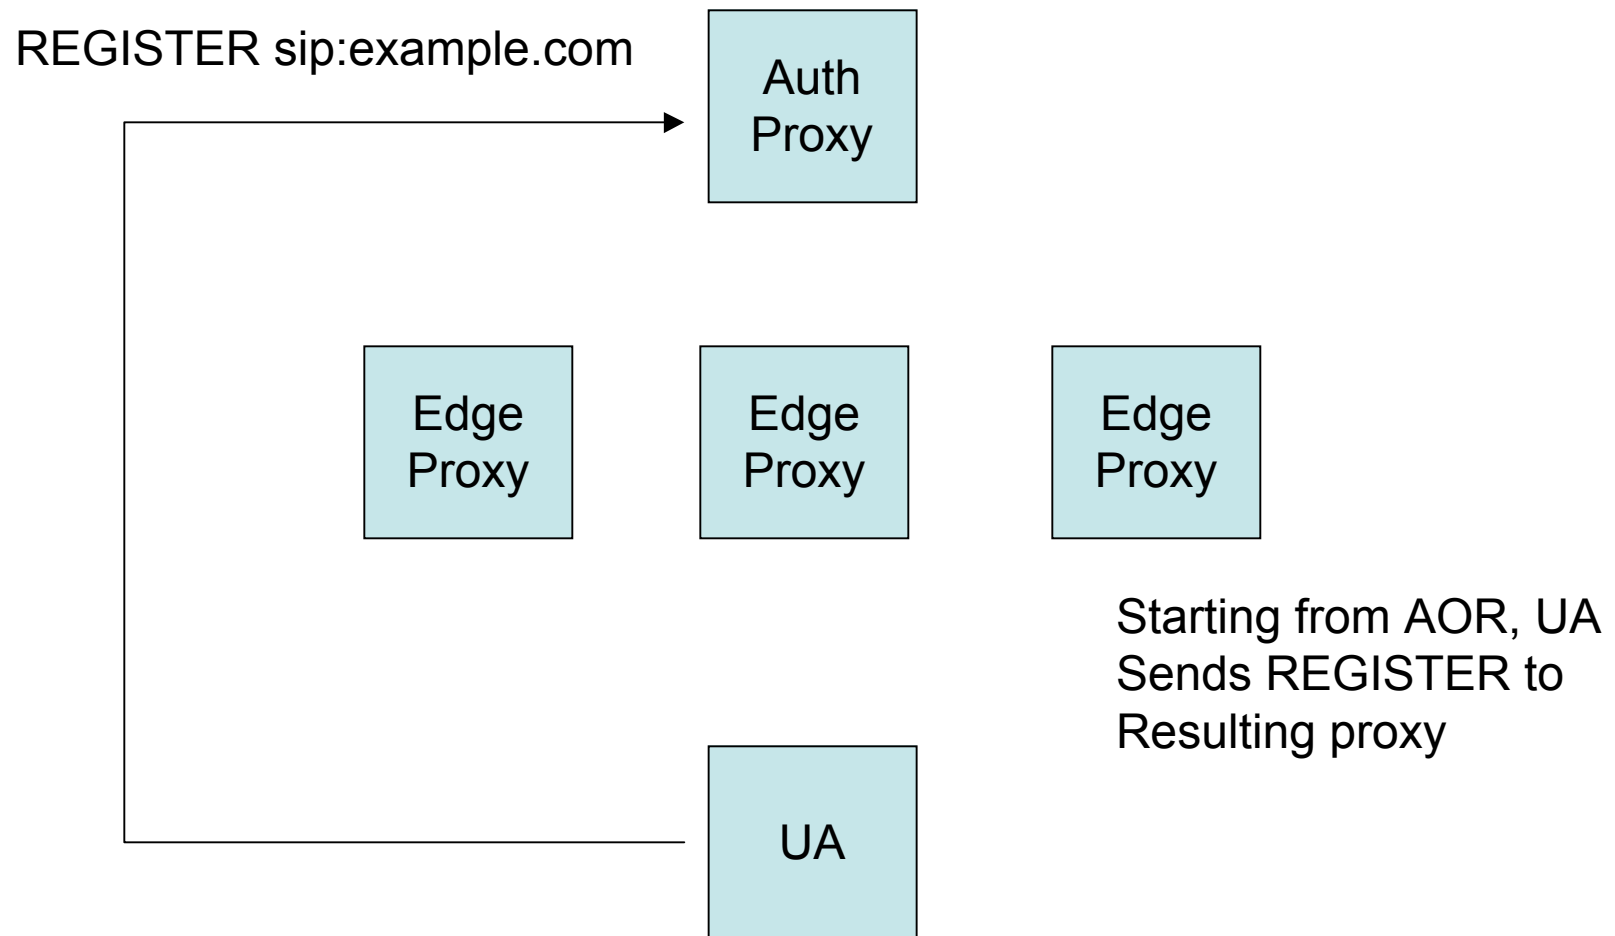 REGISTER sip:example.com
Auth
Proxy
Edge
Proxy
Edge
Proxy
Edge
Proxy
Starting from AOR, UA
Sends REGISTER to
Resulting proxy
UA